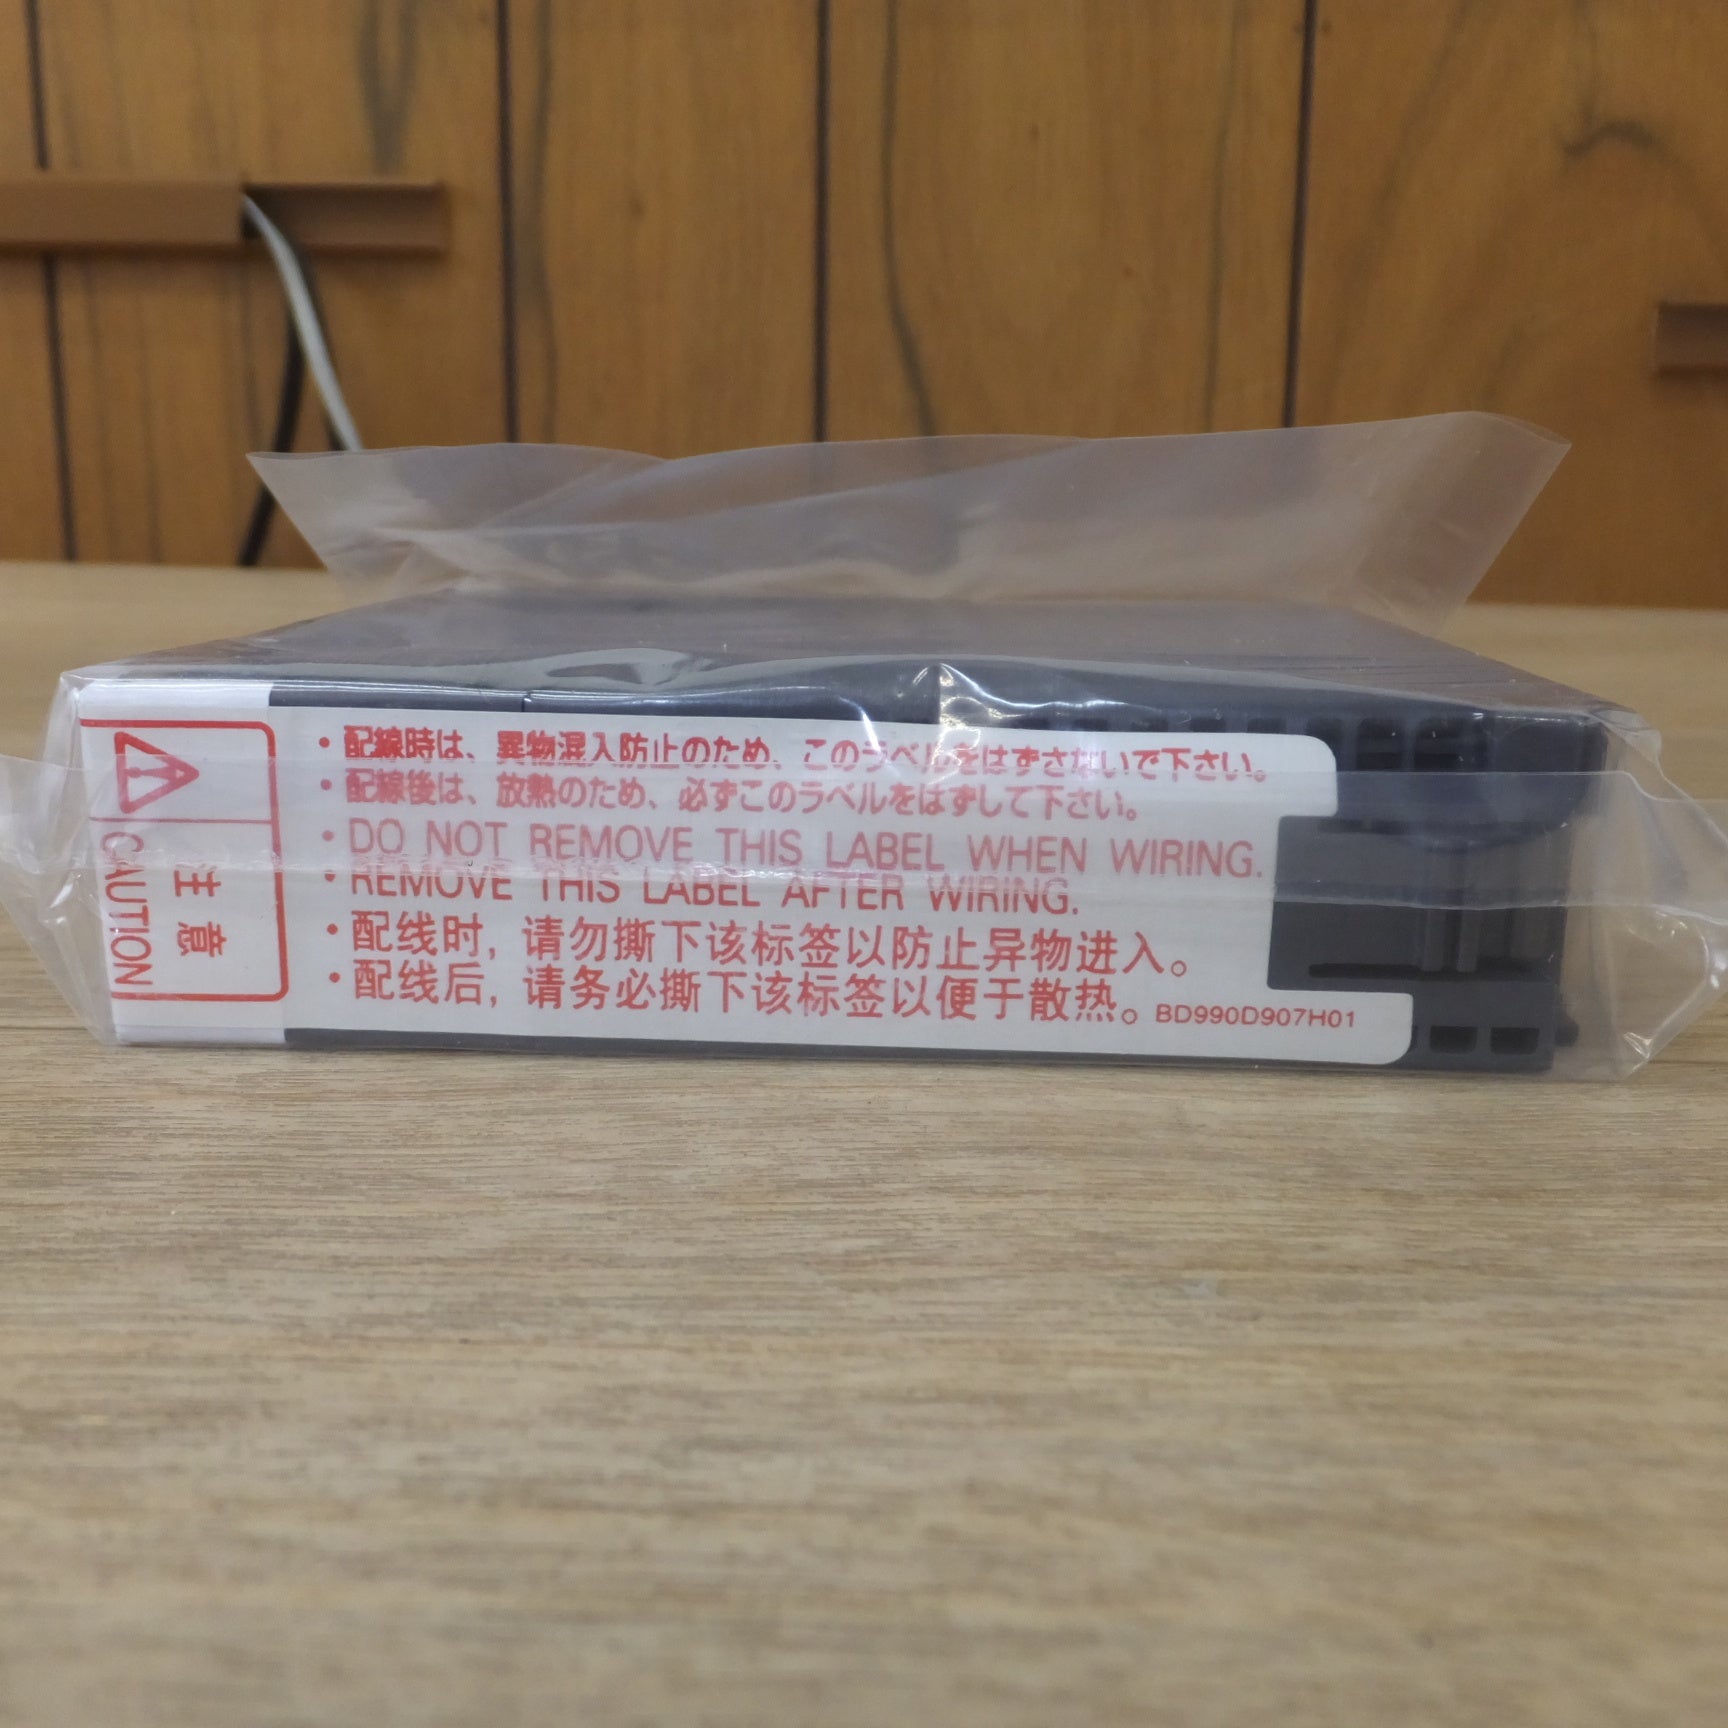 注意
CAUTION
・配線時は、異物混入防止のため、このラベルをはずさないで下さい。
・配線後は、放熱のため、必ずこのラベルをはずして下さい。
・DO NOT REMOVE THIS LABEL WHEN WIRING.
・REMOVE THIS LABEL AFTER WIRING.
・配线时, 请勿撕下该标签以防止异物进入。
・配线后, 请务必撕下该标签以便于散热。 BD990D907H01